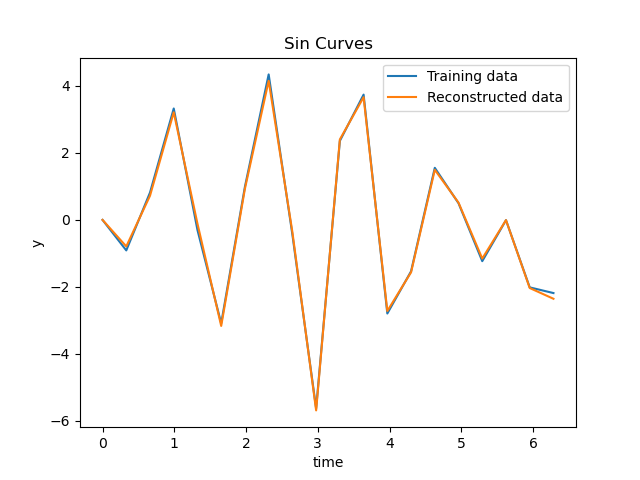 Sin Curves
Training data
Reconstructed data
4
2
0
−2
−4
−6
y
0 1 2 3 4 5 6
time